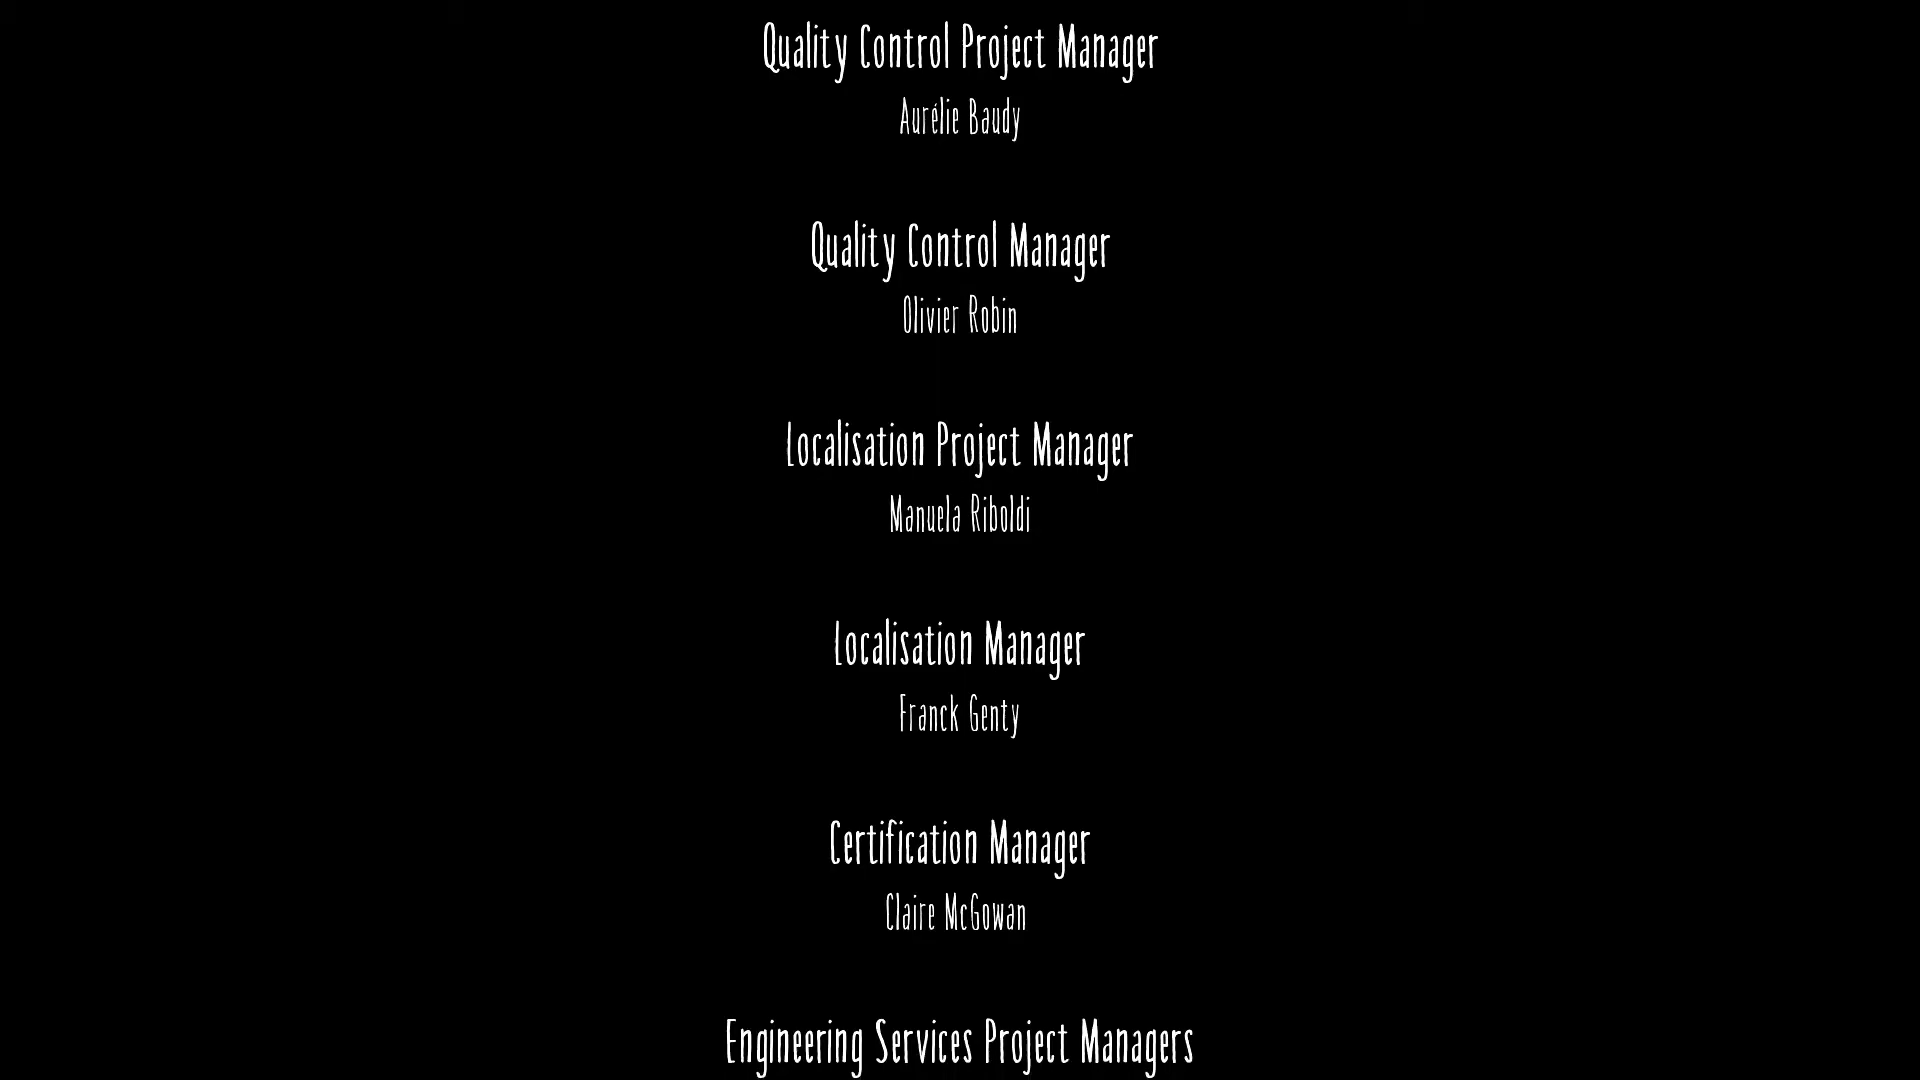 Quality Control Project Manager
Aurélie Baudy
Quality Control Manager
Olivier Robin
Localisation Project Manager
Manuela Riboldi
Localisation Manager
Franck Genty
Certification Manager
Claire McGowan
Engineering Services Project Managers